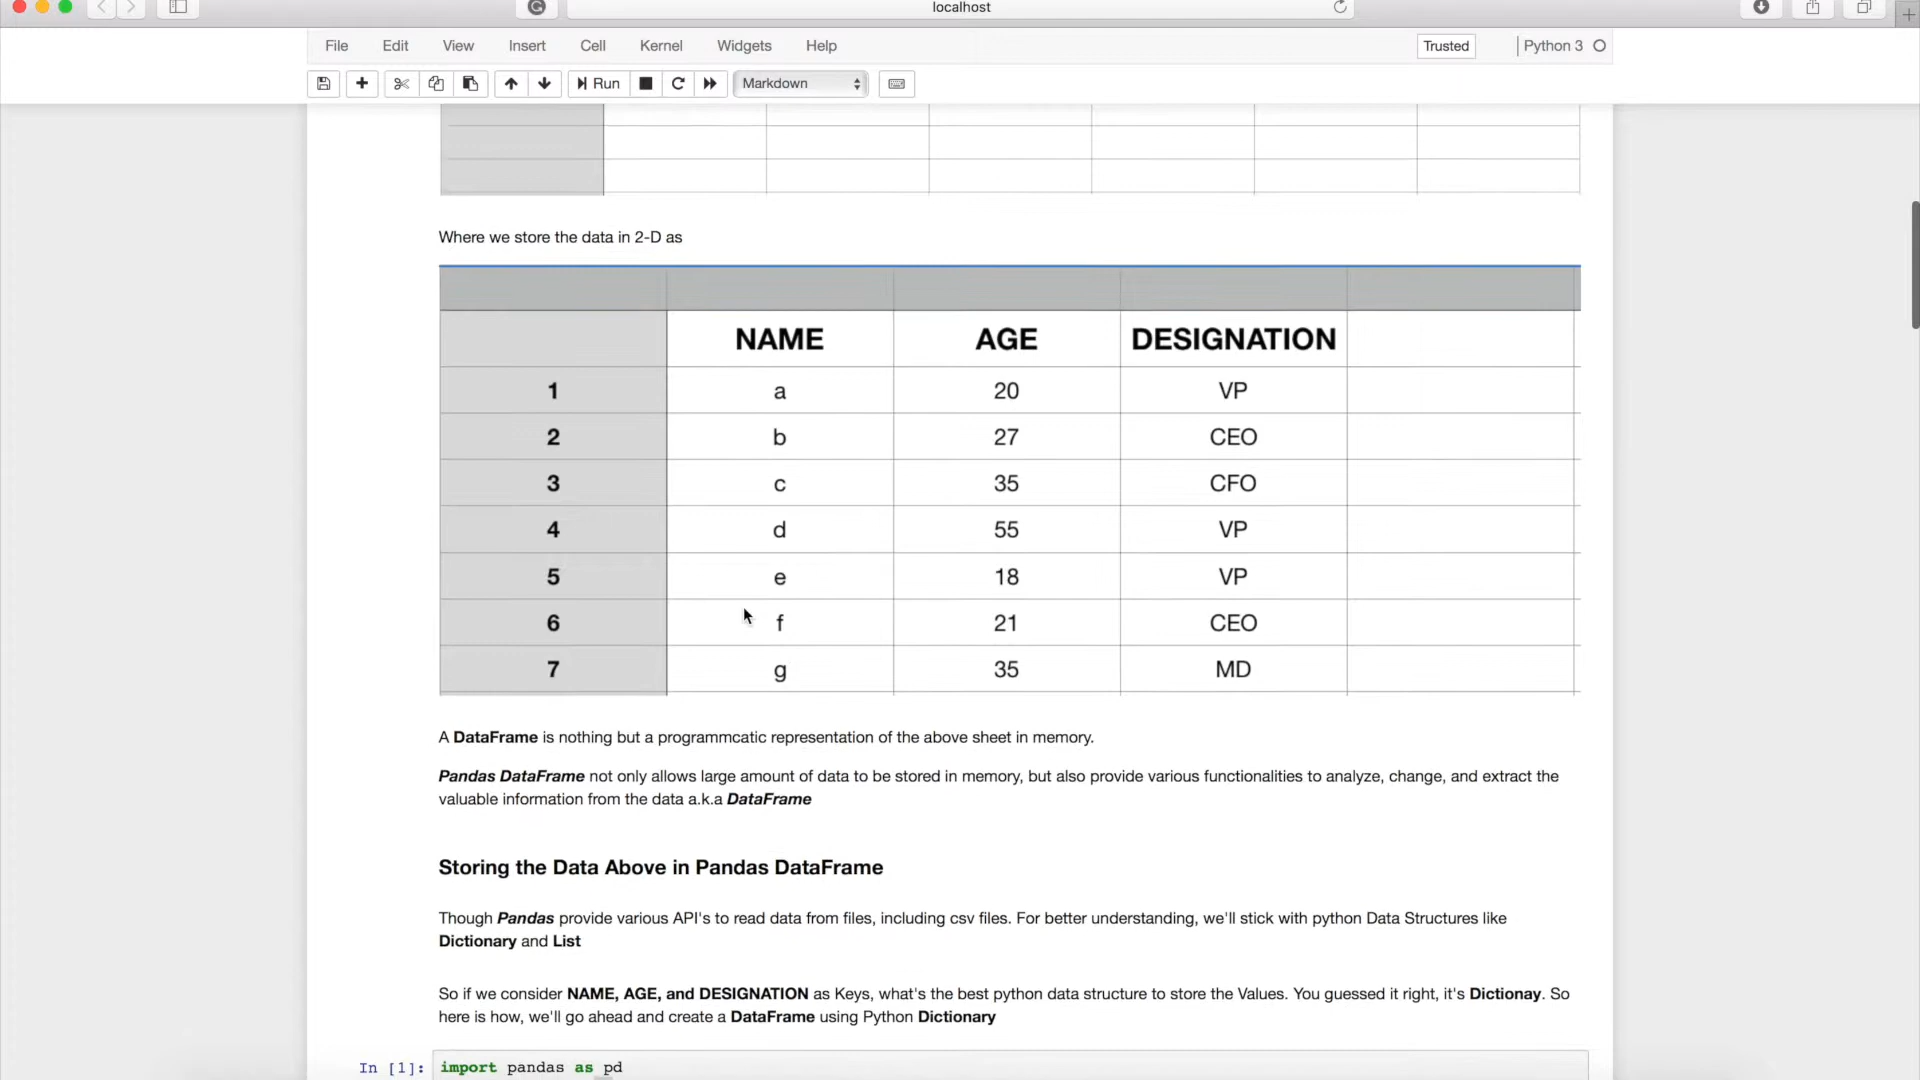 localhost
File Edit View Insert Cell Kernel Widgets Help Trusted Python 3
Run Markdown
Where we store the data in 2-D as
NAME AGE DESIGNATION
1 a 20 VP
2 b 27 CEO
3 c 35 CFO
4 d 55 VP
5 e 18 VP
6 f 21 CEO
7 g 35 MD
A DataFrame is nothing but a programmcatic representation of the above sheet in memory.
Pandas DataFrame not only allows large amount of data to be stored in memory, but also provide various functionalities to analyze, change, and extract the
valuable information from the data a.k.a DataFrame
Storing the Data Above in Pandas DataFrame
Though Pandas provide various API's to read data from files, including csv files. For better understanding, we'll stick with python Data Structures like
Dictionary and List
So if we consider NAME, AGE, and DESIGNATION as Keys, what's the best python data structure to store the Values. You guessed it right, it's Dictionay. So
here is how, we'll go ahead and create a DataFrame using Python Dictionary
In [1]: import pandas as pd